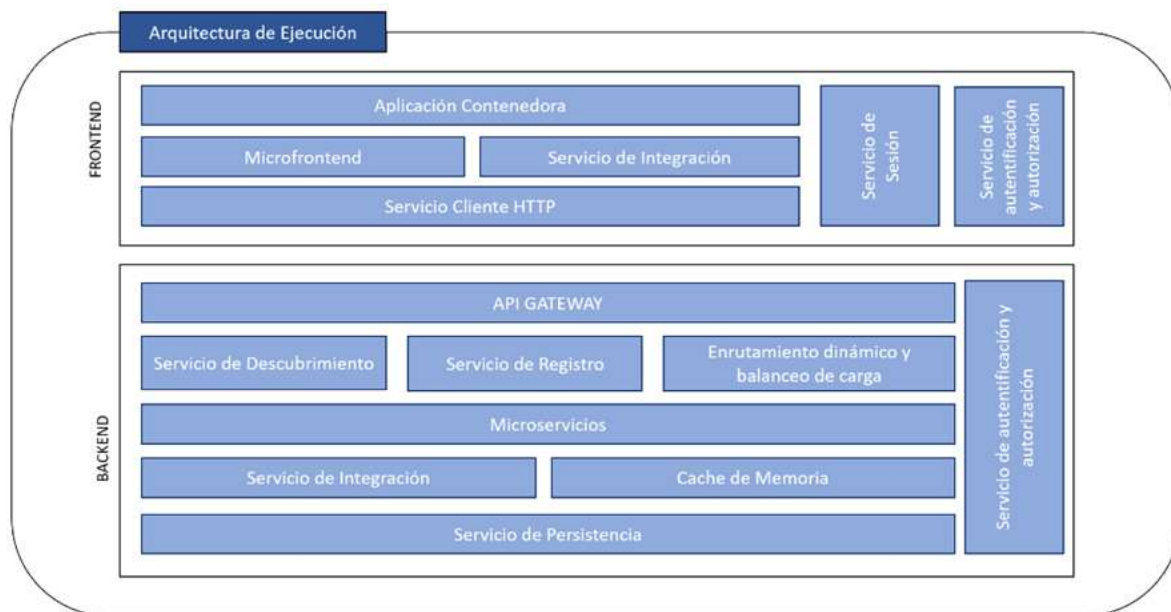 Arquitectura de Ejecución
FRONTEND
Aplicación Contenedora
Microfrontend
Servicio de Integración
Servicio Cliente HTTP
Servicio de
Sesión
Servicio de
autentificación
y autorización
BACKEND
API GATEWAY
Servicio de Descubrimiento
Servicio de Registro
Enrutamiento dinámico y
balanceo de carga
Microservicios
Servicio de Integración
Cache de Memoria
Servicio de Persistencia
Servicio de autentificación y
autorización